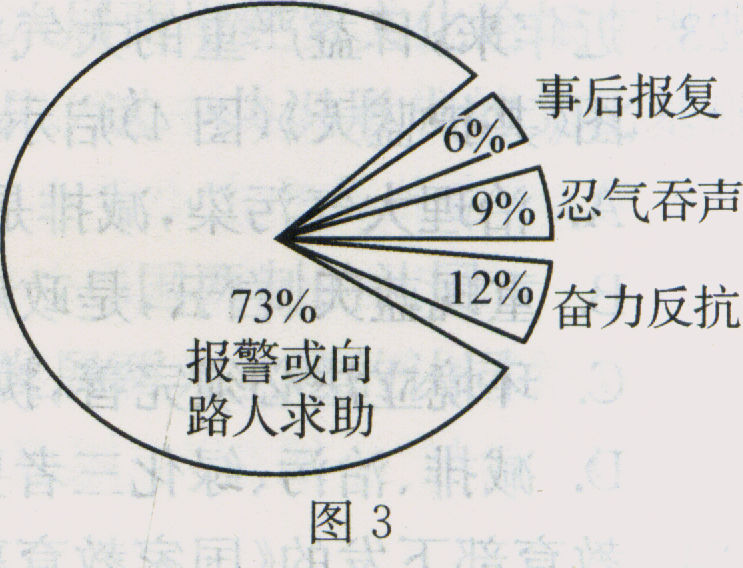 事后报复
6%
忍气吞声
9%
奋力反抗
12%
73%
报警或向
路人求助
图 3